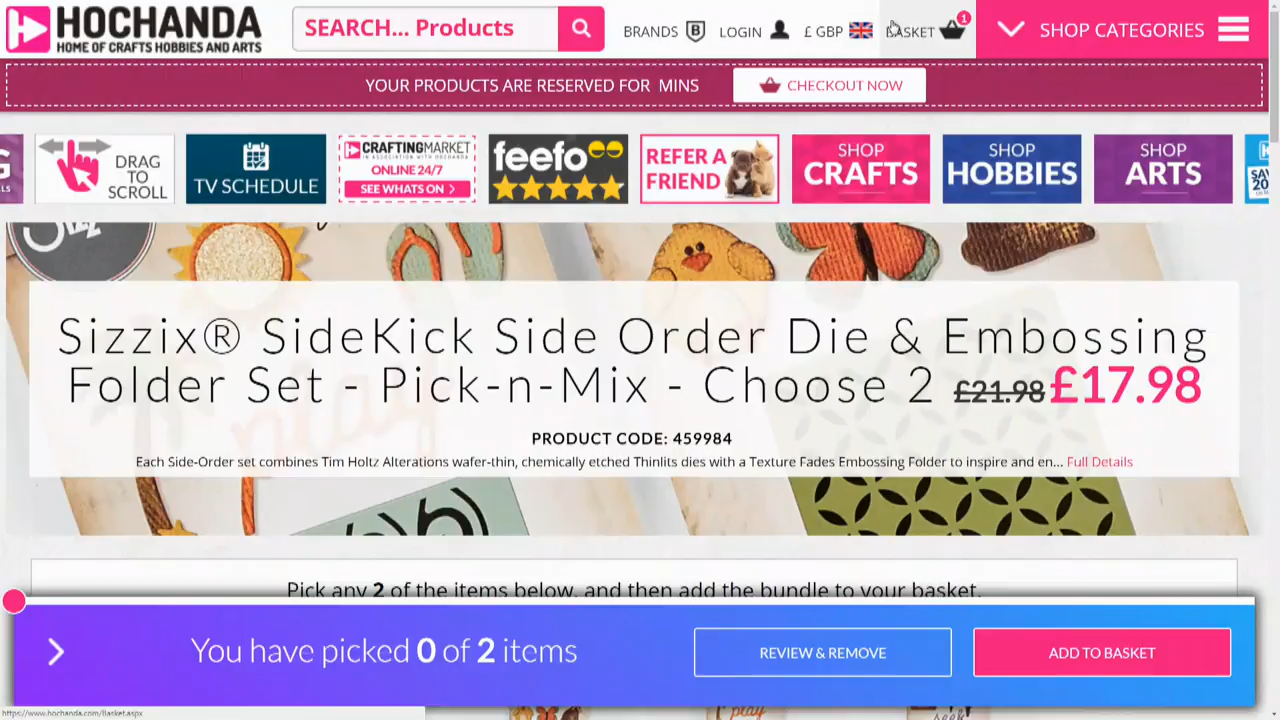 HOCHANDA
HOME OF CRAFTS HOBBIES AND ARTS
SEARCH... Products
BRANDS B
LOGIN
£ GBP
BASKET 1
SHOP CATEGORIES
YOUR PRODUCTS ARE RESERVED FOR MINS
CHECKOUT NOW
DRAG
TO
SCROLL
TV SCHEDULE
CRAFTINGMARKET
IN ASSOCIATION WITH HOCHANDA
ONLINE 24/7
SEE WHATS ON >
feefo
REFER A
FRIEND
SHOP
CRAFTS
SHOP
HOBBIES
SHOP
ARTS
Sizzix® SideKick Side Order Die & Embossing
Folder Set - Pick-n-Mix - Choose 2 £21.98 £17.98
PRODUCT CODE: 459984
Each Side-Order set combines Tim Holtz Alterations wafer-thin, chemically etched Thinlits dies with a Texture Fades Embossing Folder to inspire and en... Full Details
Pick any 2 of the items below, and then add the bundle to your basket.
You have picked 0 of 2 items
REVIEW & REMOVE
ADD TO BASKET
https://www.hochanda.com/Basket.aspx
play